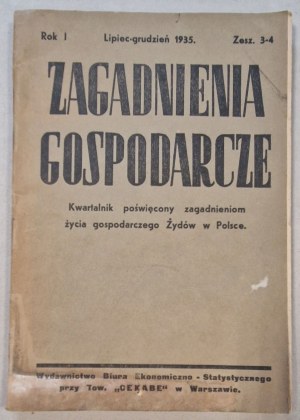 Rok I Lipiec-grudzień 1935. Zesz. 3-4
ZAGADNIENIA
GOSPODARCZE
Kwartalnik poświęcony zagadnieniom
życia gospodarczego Żydów w Polsce.
Wydawnictwo Biura Ekonomiczno - Statystycznego
przy Tow. „CEKABE" w Warszawie.